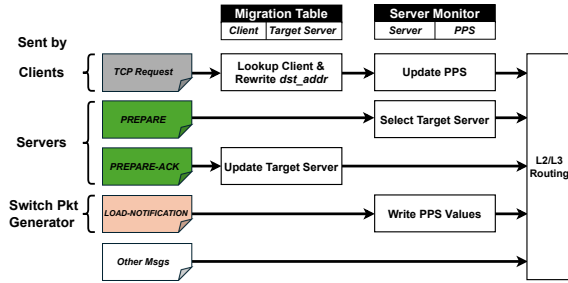 Migration Table
Client Target Server
Server Monitor
Server PPS
Sent by
Clients
TCP Request
Lookup Client &
Rewrite dst_addr
Update PPS
Servers
PREPARE
Select Target Server
PREPARE-ACK
Update Target Server
L2/L3
Routing
Switch Pkt
Generator
LOAD-NOTIFICATION
Write PPS Values
Other Msgs